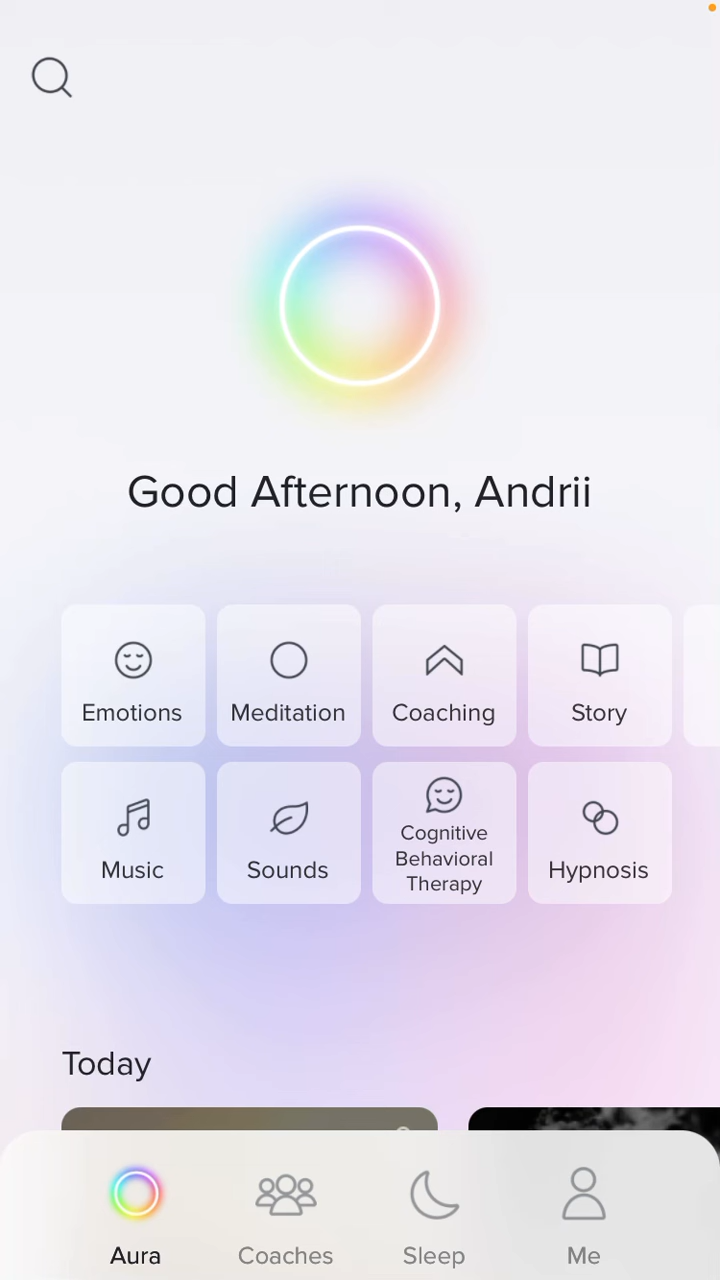 Good Afternoon, Andrii
Emotions
Meditation
Coaching
Story
Music
Sounds
Cognitive
Behavioral
Therapy
Hypnosis
Today
Aura
Coaches
Sleep
Me